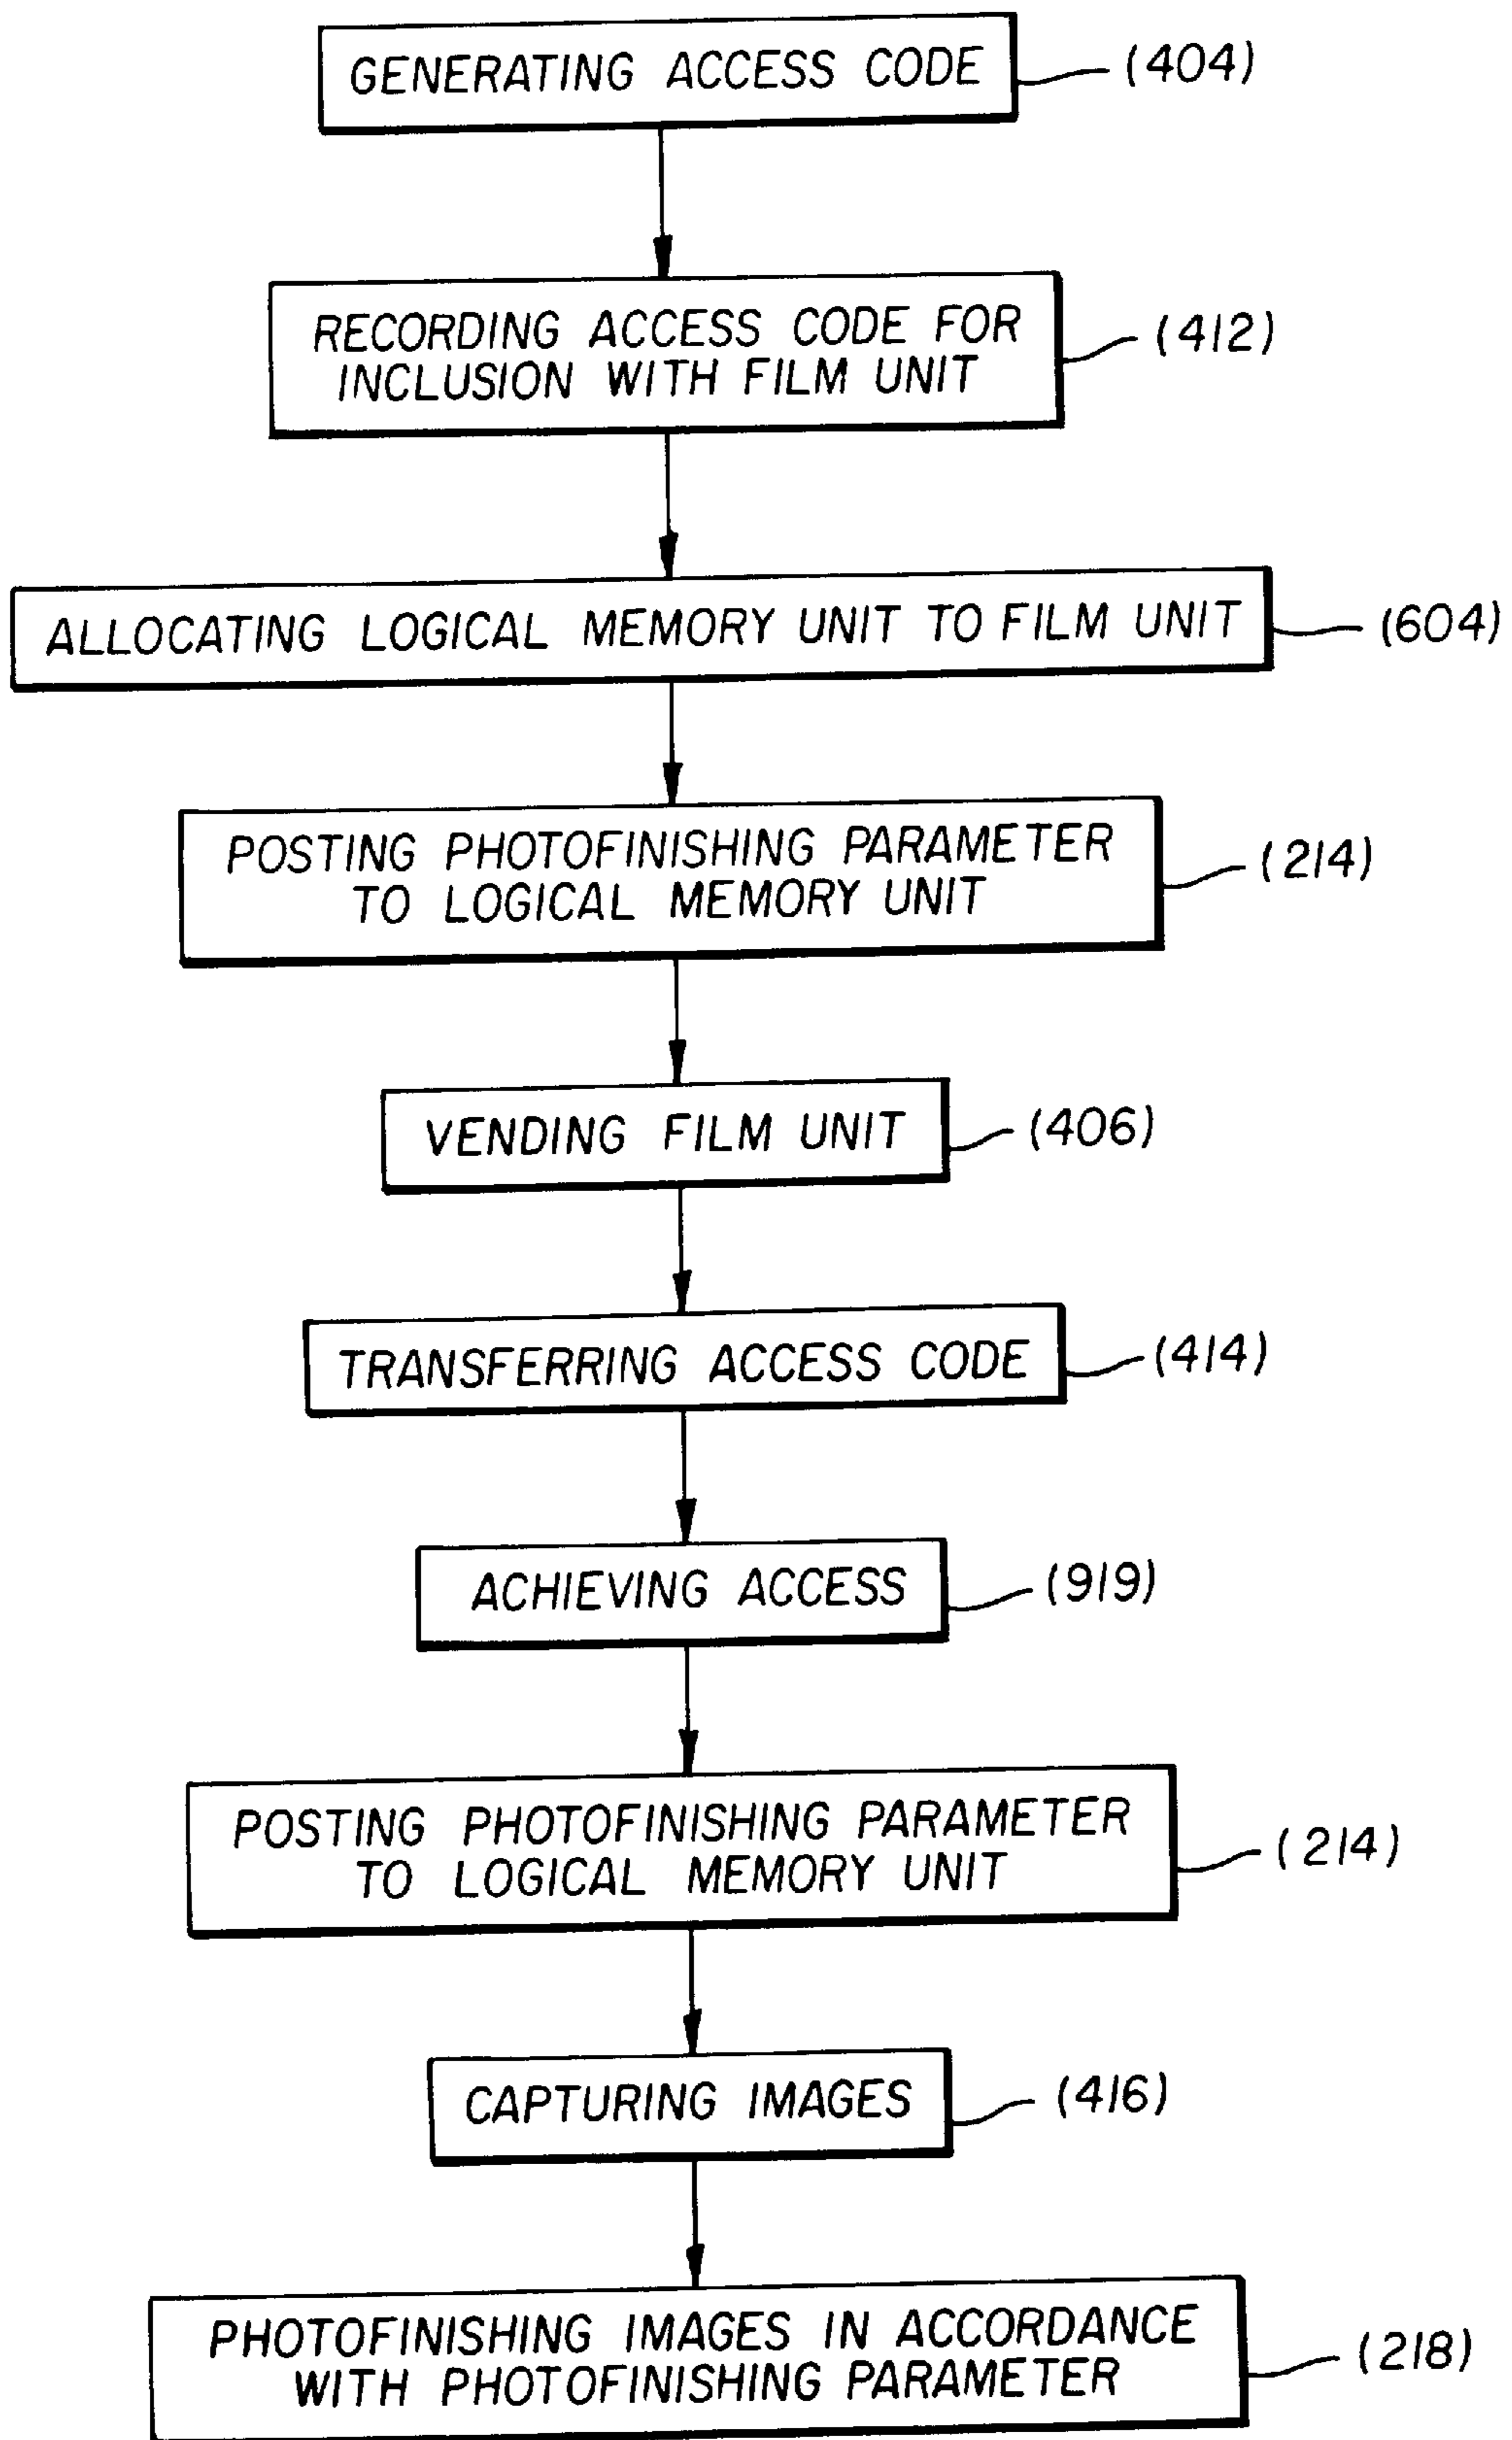 GENERATING ACCESS CODE (404)
RECORDING ACCESS CODE FOR
INCLUSION WITH FILM UNIT (412)
ALLOCATING LOGICAL MEMORY UNIT TO FILM UNIT (604)
POSTING PHOTOFINISHING PARAMETER
TO LOGICAL MEMORY UNIT (214)
VENDING FILM UNIT (406)
TRANSFERRING ACCESS CODE (414)
ACHIEVING ACCESS (919)
POSTING PHOTOFINISHING PARAMETER
TO LOGICAL MEMORY UNIT (214)
CAPTURING IMAGES (416)
PHOTOFINISHING IMAGES IN ACCORDANCE
WITH PHOTOFINISHING PARAMETER (218)